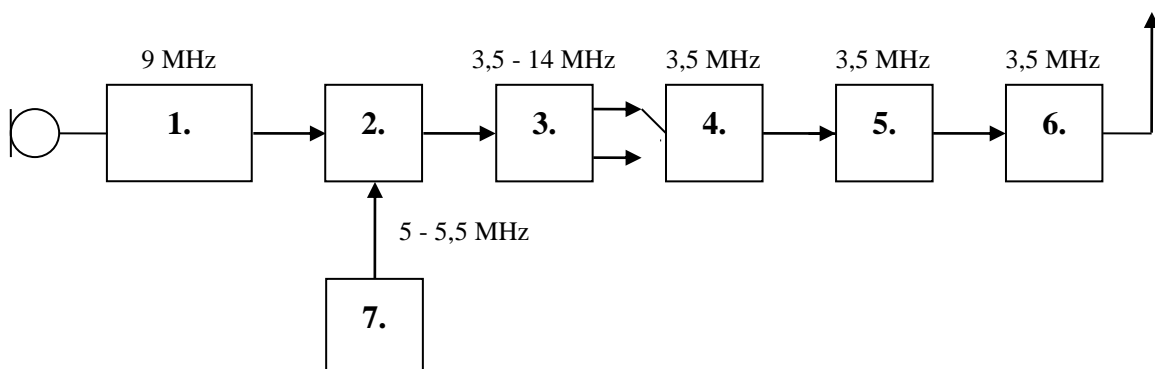 9 MHz
3,5 - 14 MHz
3,5 MHz
3,5 MHz
3,5 MHz
1.
2.
3.
4.
5.
6.
5 - 5,5 MHz
7.